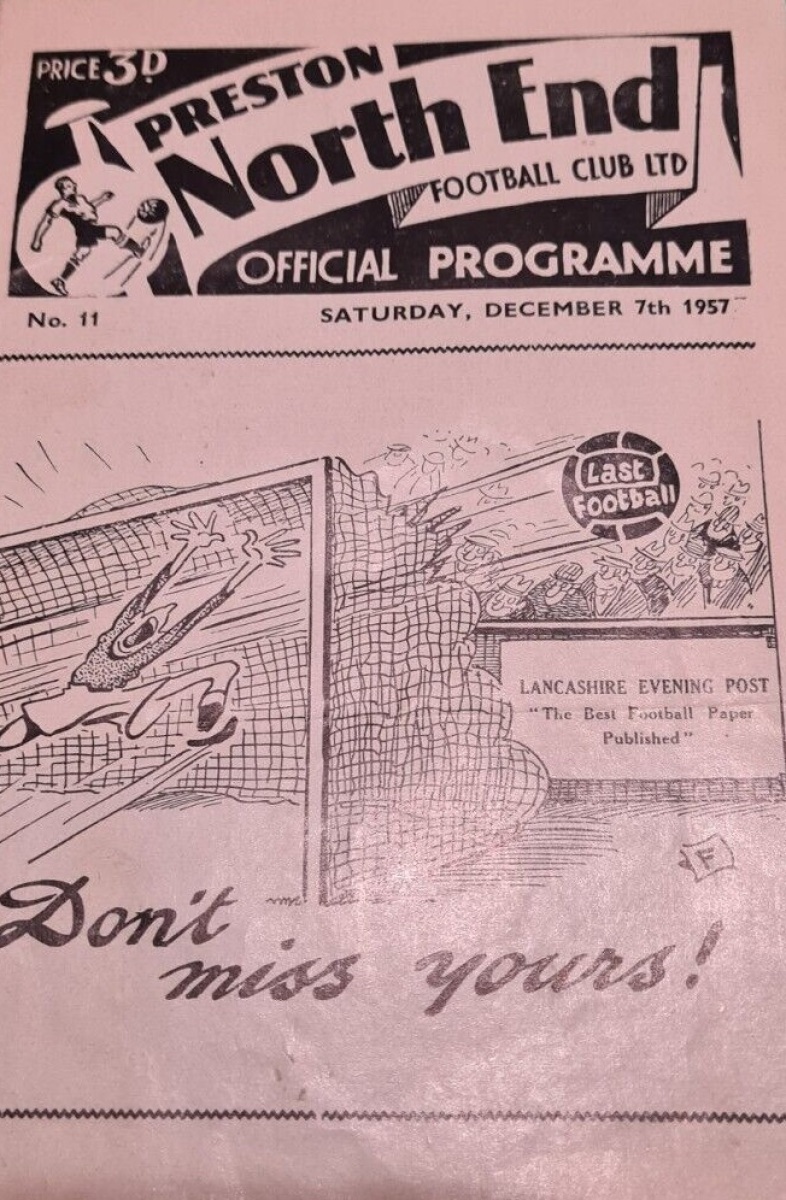 PRICE 3D
PRESTON
North End
FOOTBALL CLUB LTD
OFFICIAL PROGRAMME
No. 11
SATURDAY, DECEMBER 7th 1957
Last
Football
LANCASHIRE EVENING POST
"The Best Football Paper
Published"
F
Don't
miss yours!